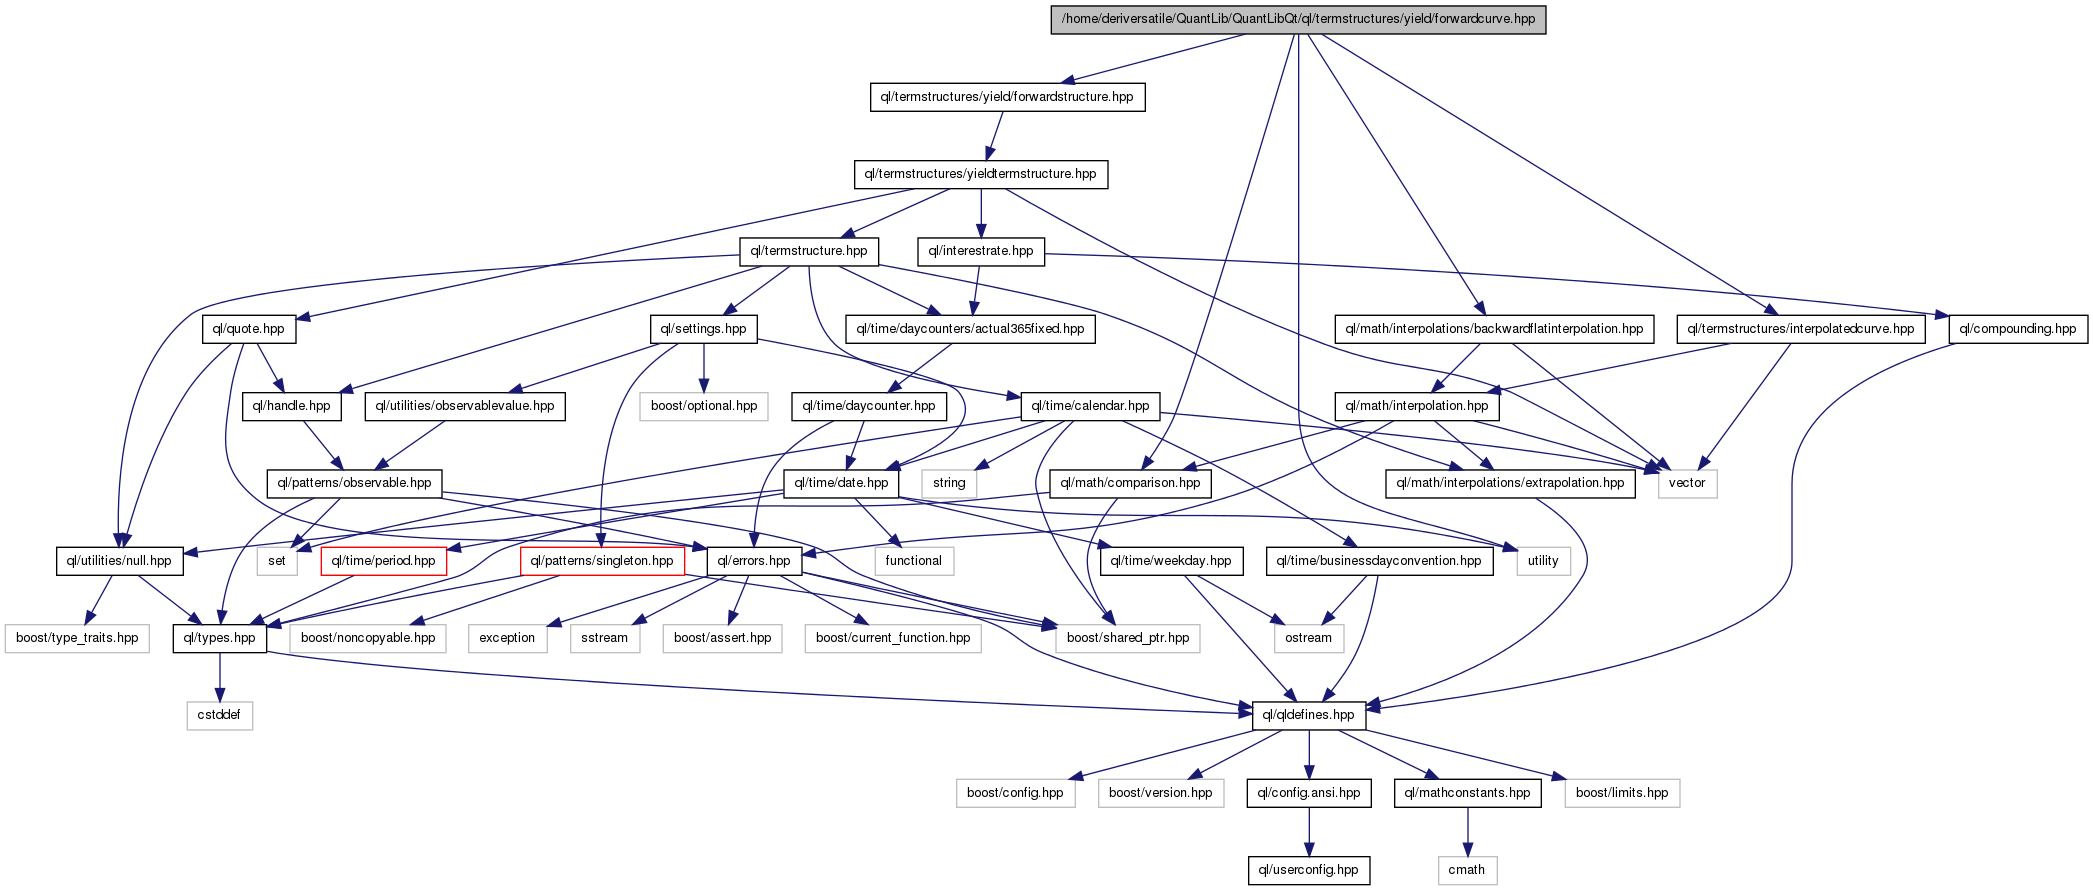 /home/deriversatile/QuantLib/QuantLibQt/ql/termstructures/yield/forwardcurve.hpp
ql/termstructures/yield/forwardstructure.hpp
ql/termstructures/yieldtermstructure.hpp
ql/termstructure.hpp
ql/interestrate.hpp
ql/quote.hpp
ql/settings.hpp
ql/time/daycounters/actual365fixed.hpp
ql/math/interpolations/backwardflatinterpolation.hpp
ql/termstructures/interpolatedcurve.hpp
ql/compounding.hpp
ql/handle.hpp
ql/utilities/observablevalue.hpp
boost/optional.hpp
ql/time/daycounter.hpp
ql/time/calendar.hpp
ql/math/interpolation.hpp
ql/patterns/observable.hpp
ql/time/date.hpp
string
ql/math/comparison.hpp
ql/math/interpolations/extrapolation.hpp
vector
ql/utilities/null.hpp
set
ql/time/period.hpp
ql/patterns/singleton.hpp
ql/errors.hpp
functional
ql/time/weekday.hpp
ql/time/businessdayconvention.hpp
utility
boost/type_traits.hpp
ql/types.hpp
boost/noncopyable.hpp
exception
sstream
boost/assert.hpp
boost/current_function.hpp
boost/shared_ptr.hpp
ostream
cstddef
ql/qldefines.hpp
boost/config.hpp
boost/version.hpp
ql/config.ansi.hpp
ql/mathconstants.hpp
boost/limits.hpp
ql/userconfig.hpp
cmath